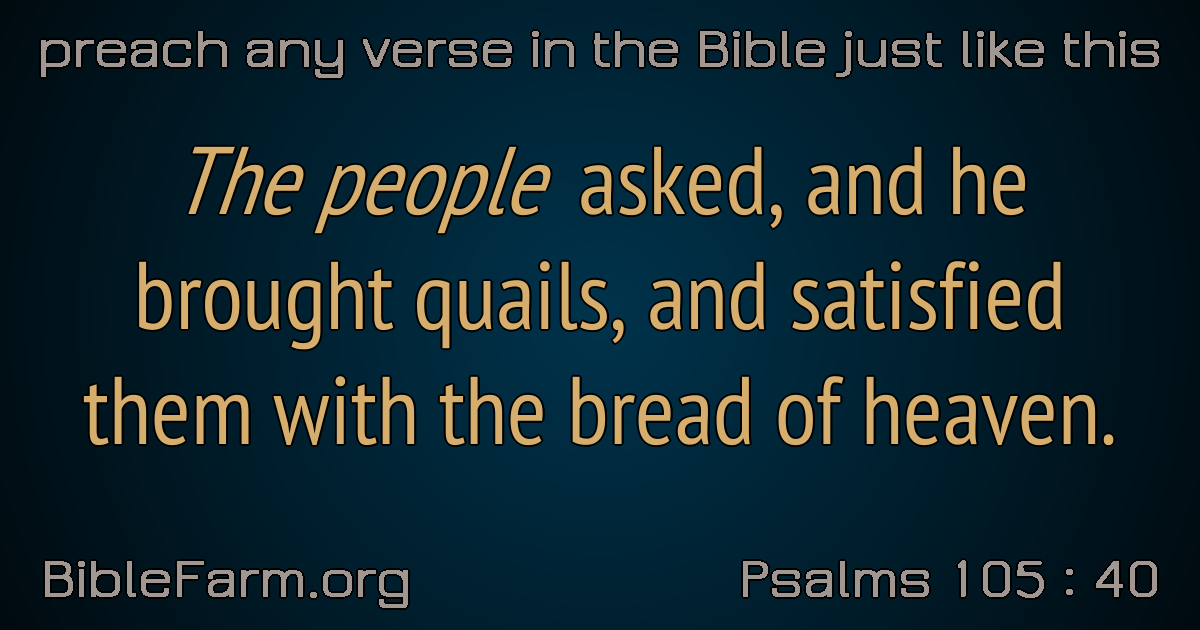 preach any verse in the Bible just like this
The people asked, and he
brought quails, and satisfied
them with the bread of heaven.
BibleFarm.org
Psalms 105 : 40